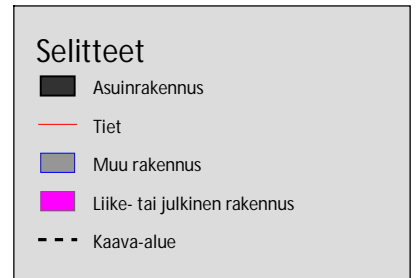 Selitteet
Asuinrakennus
Tiet
Muu rakennus
Liike- tai julkinen rakennus
Kaava-alue